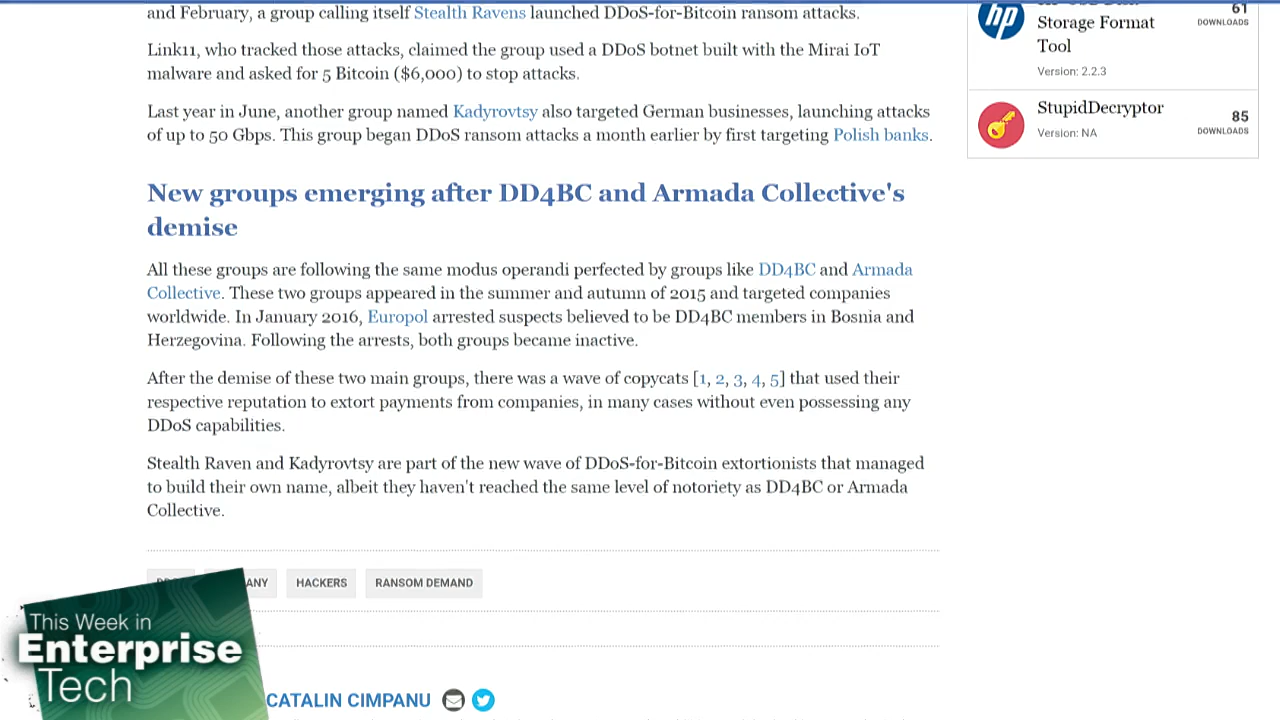 and February, a group calling itself Stealth Ravens launched DDoS-for-Bitcoin ransom attacks.
Link11, who tracked those attacks, claimed the group used a DDoS botnet built with the Mirai IoT
malware and asked for 5 Bitcoin ($6,000) to stop attacks.
Last year in June, another group named Kadyrovtsy also targeted German businesses, launching attacks
of up to 50 Gbps. This group began DDoS ransom attacks a month earlier by first targeting Polish banks.
New groups emerging after DD4BC and Armada Collective's
demise
All these groups are following the same modus operandi perfected by groups like DD4BC and Armada
Collective. These two groups appeared in the summer and autumn of 2015 and targeted companies
worldwide. In January 2016, Europol arrested suspects believed to be DD4BC members in Bosnia and
Herzegovina. Following the arrests, both groups became inactive.
After the demise of these two main groups, there was a wave of copycats [1, 2, 3, 4, 5] that used their
respective reputation to extort payments from companies, in many cases without even possessing any
DDoS capabilities.
Stealth Raven and Kadyrovtsy are part of the new wave of DDoS-for-Bitcoin extortionists that managed
to build their own name, albeit they haven't reached the same level of notoriety as DD4BC or Armada
Collective.
ANY HACKERS RANSOM DEMAND
CATALIN CIMPANU
hp
Storage Format
Tool
Version: 2.2.3
61
DOWNLOADS
StupidDecryptor
Version: NA
85
DOWNLOADS
This Week in
Enterprise
Tech